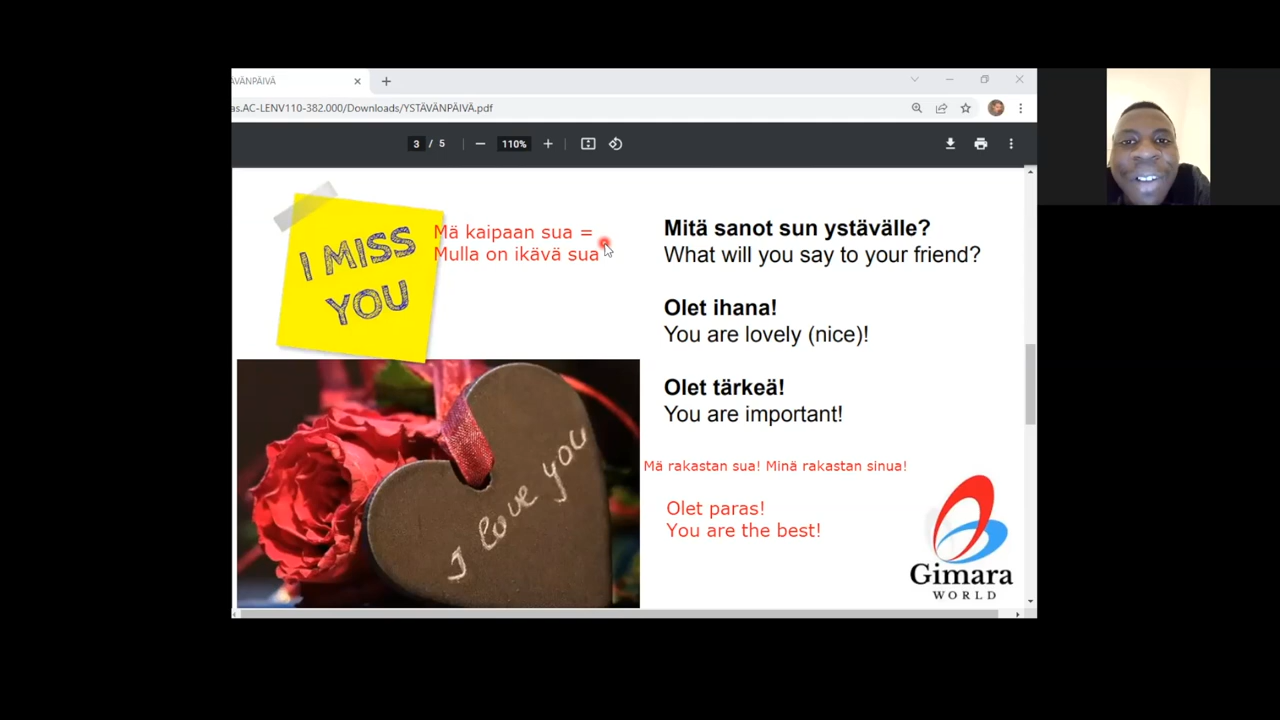 ÄVÄNPÄIVÄ
as.AC-LENV110-382.000/Downloads/YSTÄVÄNPÄIVÄ.pdf
3 / 5
110%
I MISS
YOU
Mä kaipaan sua =
Mulla on ikävä sua
I love you
Mitä sanot sun ystävälle?
What will you say to your friend?
Olet ihana!
You are lovely (nice)!
Olet tärkeä!
You are important!
Mä rakastan sua! Minä rakastan sinua!
Olet paras!
You are the best!
Gimara
WORLD